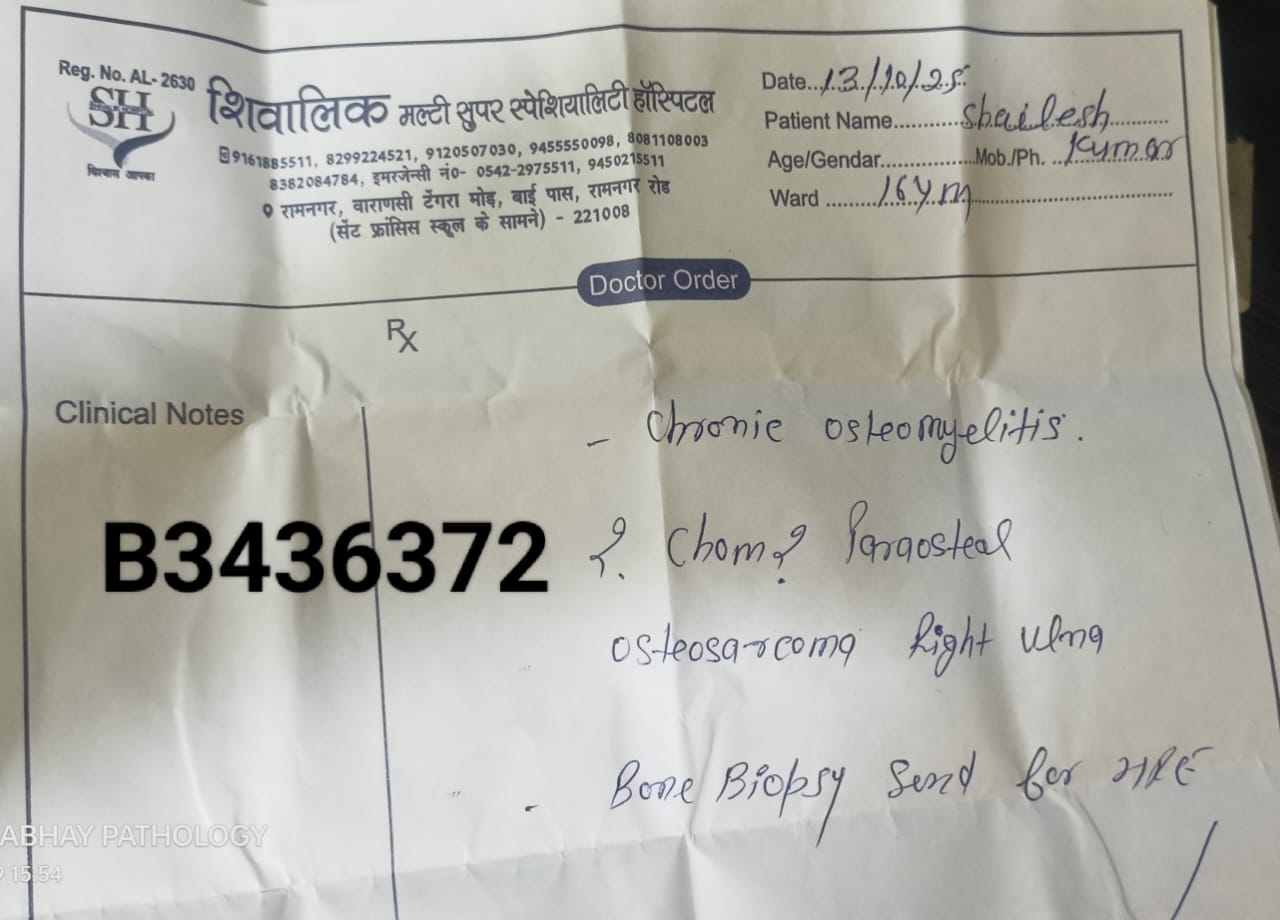 Reg. No. AL- 2630
SH
विश्वास आपका
शिवालिक मल्टी सुपर स्पेशियालिटी हॉस्पिटल
9161885511, 8299224521, 9120507030, 9455550098, 8081108003
8382084784, इमरजेन्सी नं०- 0542-2975511, 9450215511
रामनगर, वाराणसी टेंगरा मोड़, बाई पास, रामनगर रोड
(सेंट फ्रांसिस स्कूल के सामने) - 221008
Date...13/10/25
Patient Name...........Shailesh...........
Age/Gendar...............Mob./Ph. ..Kumar
Ward ........16ym..............................
Doctor Order
Rx
Clinical Notes
- Chronic osteomyelitis.
B3436372
?. Chom? Paraosteal
osteosarcoma Right Ulna
- Bone Biopsy Send for HPE
ABHAY PATHOLOGY
15:54